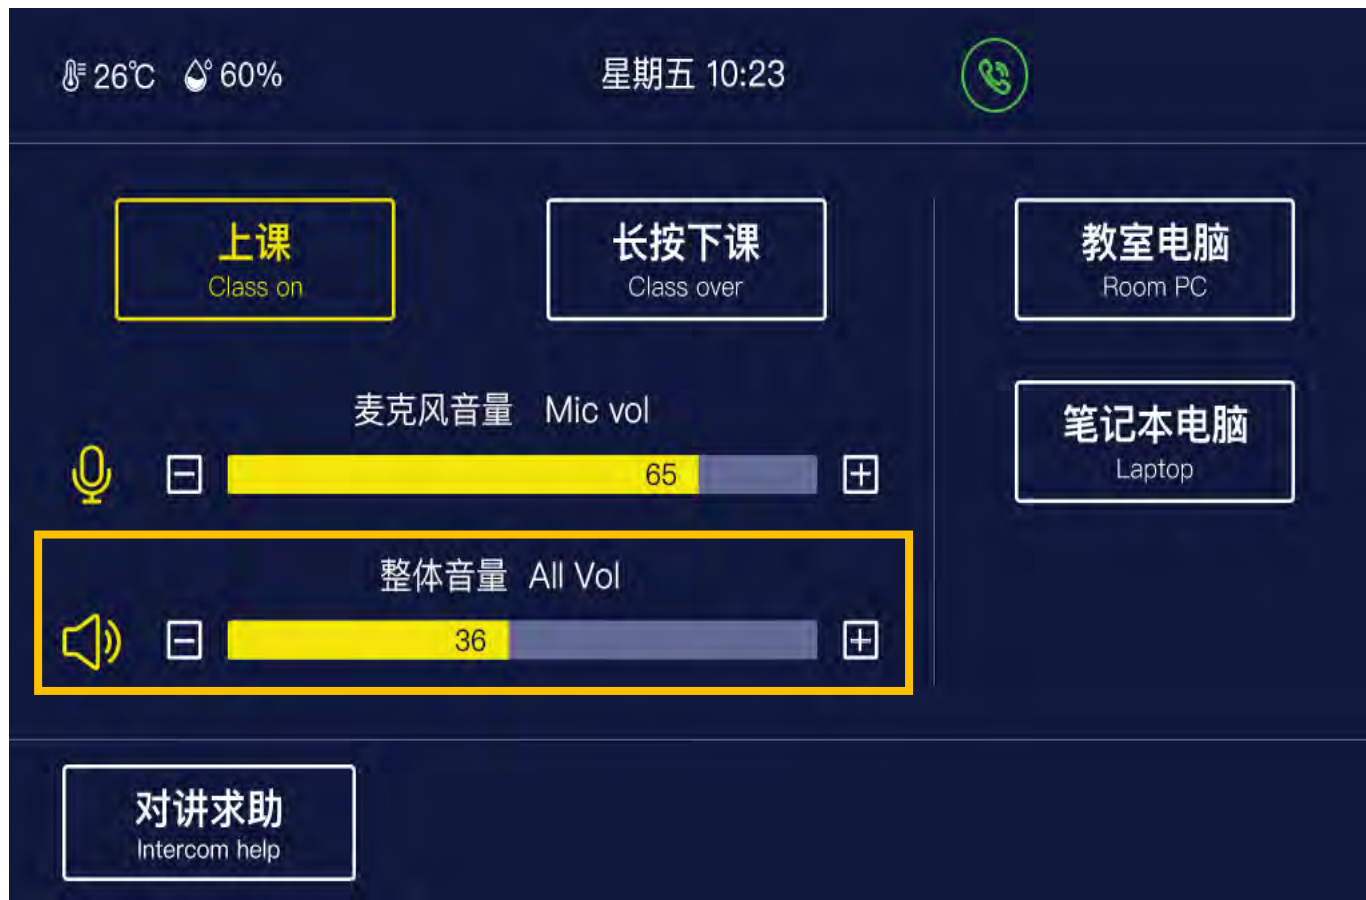 26℃ 60% 星期五 10:23
上课
Class on
长按下课
Class over
教室电脑
Room PC
麦克风音量 Mic vol
65
笔记本电脑
Laptop
整体音量 All Vol
36
对讲求助
Intercom help